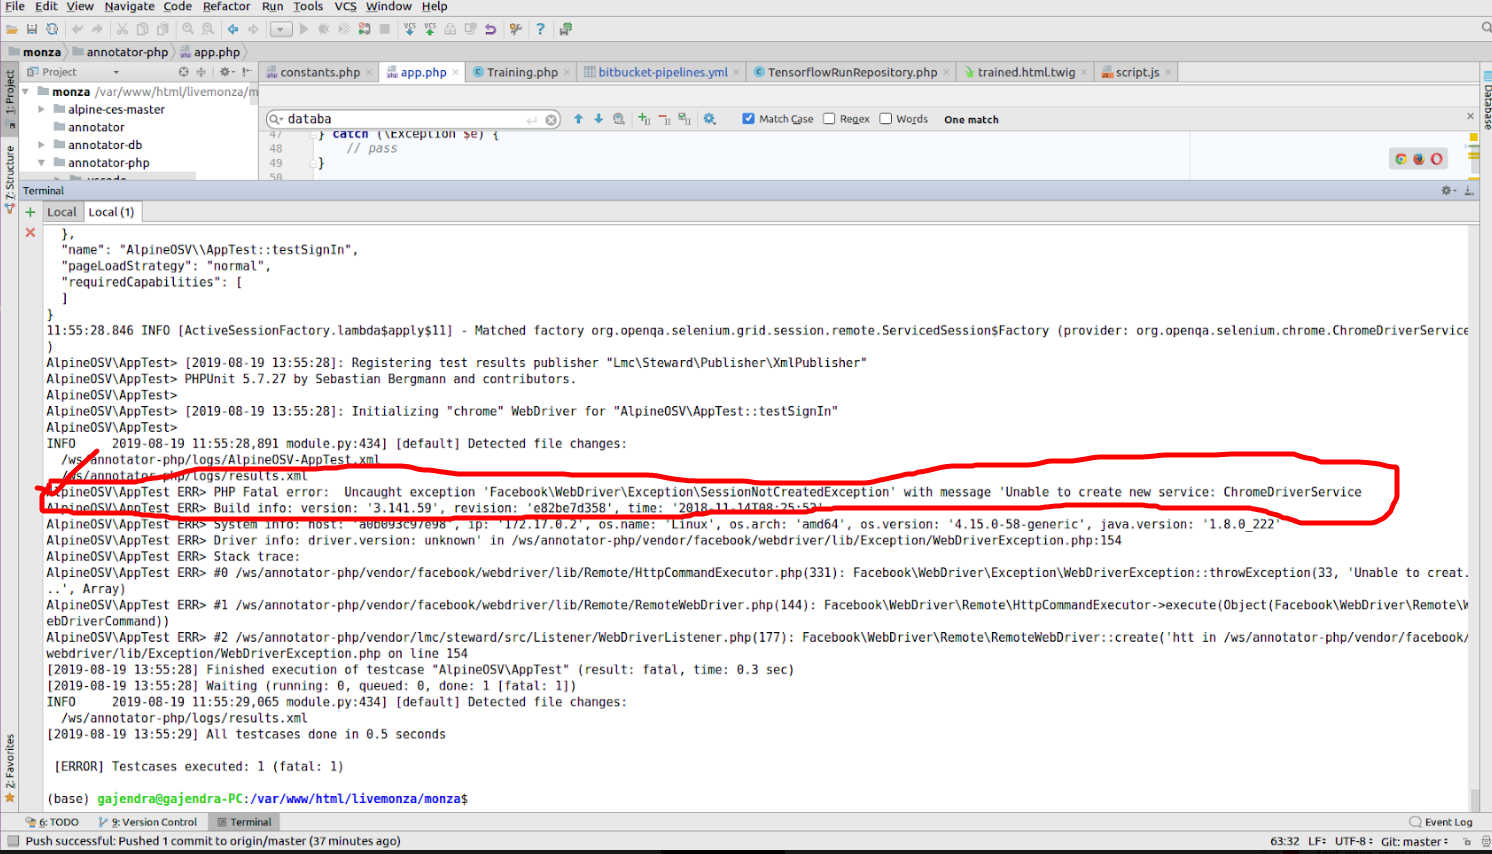 File Edit View Navigate Code Refactor Run Tools VCS Window Help
monza annotator-php app.php
Project constants.php app.php Training.php bitbucket-pipelines.yml TensorflowRunRepository.php trained.html.twig script.js
1: Project
7: Structure
2: Favorites
Database
monza /var/www/html/livemonza/m
alpine-ces-master
annotator
annotator-db
annotator-php
.vscode
databa Match Case Regex Words One match
47 } catch (\Exception $e) {
48 // pass
49 }
50
Terminal
Local Local (1)
},
"name": "AlpineOSV\\AppTest::testSignIn",
"pageLoadStrategy": "normal",
"requiredCapabilities": [
]
}
11:55:28.846 INFO [ActiveSessionFactory.lambda$apply$11] - Matched factory org.openqa.selenium.grid.session.remote.ServicedSession$Factory (provider: org.openqa.selenium.chrome.ChromeDriverService
)
AlpineOSV\AppTest> [2019-08-19 13:55:28]: Registering test results publisher "Lmc\Steward\Publisher\XmlPublisher"
AlpineOSV\AppTest> PHPUnit 5.7.27 by Sebastian Bergmann and contributors.
AlpineOSV\AppTest>
AlpineOSV\AppTest> [2019-08-19 13:55:28]: Initializing "chrome" WebDriver for "AlpineOSV\AppTest::testSignIn"
AlpineOSV\AppTest>
INFO 2019-08-19 11:55:28,891 module.py:434] [default] Detected file changes:
/ws/annotator-php/logs/AlpineOSV-AppTest.xml
/ws/annotator-php/logs/results.xml
AlpineOSV\AppTest ERR> PHP Fatal error: Uncaught exception 'Facebook\WebDriver\Exception\SessionNotCreatedException' with message 'Unable to create new service: ChromeDriverService
AlpineOSV\AppTest ERR> Build info: version: '3.141.59', revision: 'e82be7d358', time: '2018-11-14T08:25:53'
AlpineOSV\AppTest ERR> System info: host: 'a0b093c97e98', ip: '172.17.0.2', os.name: 'Linux', os.arch: 'amd64', os.version: '4.15.0-58-generic', java.version: '1.8.0_222'
AlpineOSV\AppTest ERR> Driver info: driver.version: unknown' in /ws/annotator-php/vendor/facebook/webdriver/lib/Exception/WebDriverException.php:154
AlpineOSV\AppTest ERR> Stack trace:
AlpineOSV\AppTest ERR> #0 /ws/annotator-php/vendor/facebook/webdriver/lib/Remote/HttpCommandExecutor.php(331): Facebook\WebDriver\Exception\WebDriverException::throwException(33, 'Unable to creat.
..', Array)
AlpineOSV\AppTest ERR> #1 /ws/annotator-php/vendor/facebook/webdriver/lib/Remote/RemoteWebDriver.php(144): Facebook\WebDriver\Remote\HttpCommandExecutor->execute(Object(Facebook\WebDriver\Remote\W
ebDriverCommand))
AlpineOSV\AppTest ERR> #2 /ws/annotator-php/vendor/lmc/steward/src/Listener/WebDriverListener.php(177): Facebook\WebDriver\Remote\RemoteWebDriver::create('htt in /ws/annotator-php/vendor/facebook/
webdriver/lib/Exception/WebDriverException.php on line 154
[2019-08-19 13:55:28] Finished execution of testcase "AlpineOSV\AppTest" (result: fatal, time: 0.3 sec)
[2019-08-19 13:55:28] Waiting (running: 0, queued: 0, done: 1 [fatal: 1])
INFO 2019-08-19 11:55:29,065 module.py:434] [default] Detected file changes:
/ws/annotator-php/logs/results.xml
[2019-08-19 13:55:29] All testcases done in 0.5 seconds
[ERROR] Testcases executed: 1 (fatal: 1)
(base) gajendra@gajendra-PC:/var/www/html/livemonza/monza$
6: TODO 9: Version Control Terminal Event Log
Push successful: Pushed 1 commit to origin/master (37 minutes ago) 63:32 LF UTF-8 Git: master